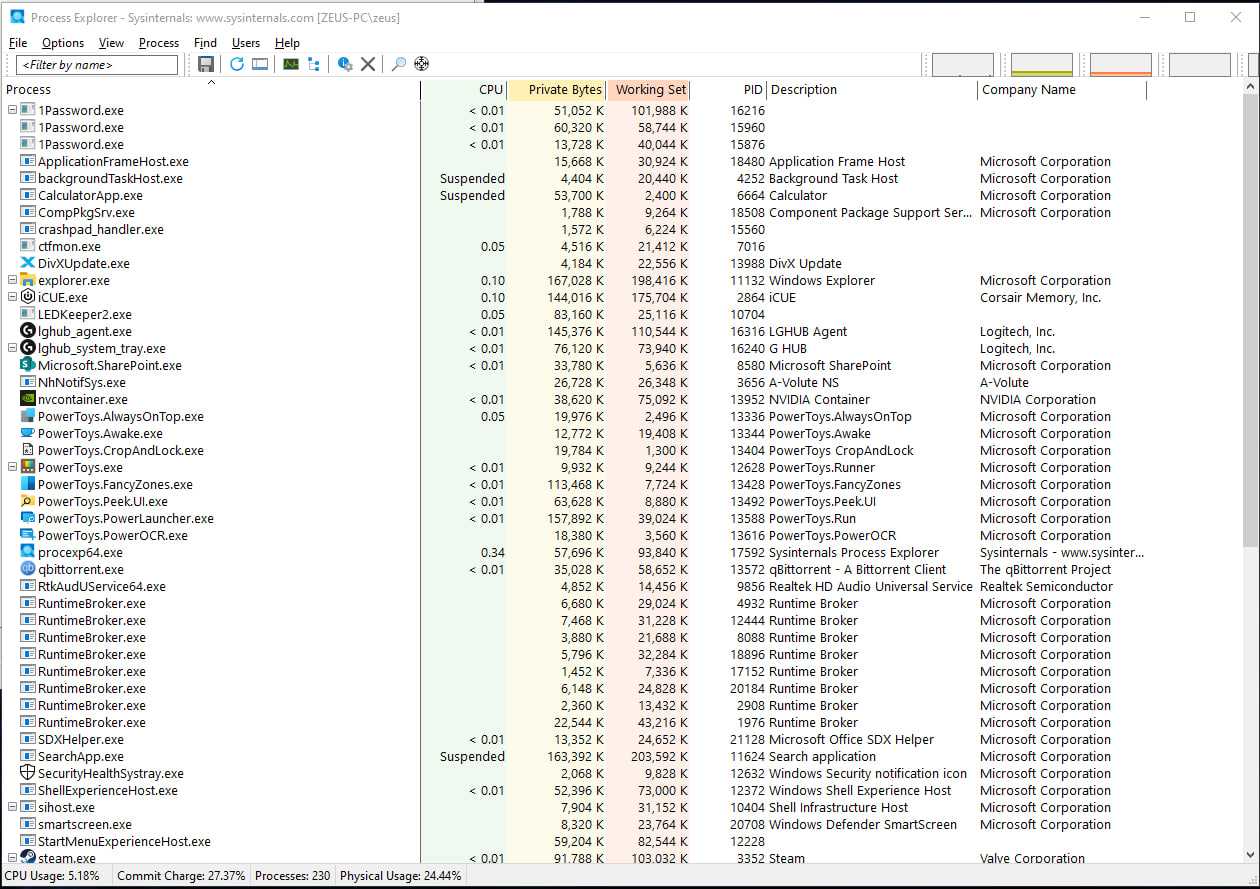 Process Explorer - Sysinternals: www.sysinternals.com [ZEUS-PC\zeus]
File Options View Process Find Users Help
<Filter by name>
Process CPU Private Bytes Working Set PID Description Company Name
1Password.exe < 0.01 51,052 K 101,988 K 16216
1Password.exe < 0.01 60,320 K 58,744 K 15960
1Password.exe < 0.01 13,728 K 40,044 K 15876
ApplicationFrameHost.exe 15,668 K 30,924 K 18480 Application Frame Host Microsoft Corporation
backgroundTaskHost.exe Suspended 4,404 K 20,440 K 4252 Background Task Host Microsoft Corporation
CalculatorApp.exe Suspended 53,700 K 2,400 K 6664 Calculator Microsoft Corporation
CompPkgSrv.exe 1,788 K 9,264 K 18508 Component Package Support Ser... Microsoft Corporation
crashpad_handler.exe 1,572 K 6,224 K 15560
ctfmon.exe 0.05 4,516 K 21,412 K 7016
DivXUpdate.exe 4,184 K 22,556 K 13988 DivX Update
explorer.exe 0.10 167,028 K 198,416 K 11132 Windows Explorer Microsoft Corporation
iCUE.exe 0.10 144,016 K 175,704 K 2864 iCUE Corsair Memory, Inc.
LEDKeeper2.exe 0.05 83,160 K 25,116 K 10704
lghub_agent.exe < 0.01 145,376 K 110,544 K 16316 LGHUB Agent Logitech, Inc.
lghub_system_tray.exe < 0.01 76,120 K 73,940 K 16240 G HUB Logitech, Inc.
Microsoft.SharePoint.exe < 0.01 33,780 K 5,636 K 8580 Microsoft SharePoint Microsoft Corporation
NhNotifSys.exe 26,728 K 26,348 K 3656 A-Volute NS A-Volute
nvcontainer.exe < 0.01 38,620 K 75,092 K 13952 NVIDIA Container NVIDIA Corporation
PowerToys.AlwaysOnTop.exe 0.05 19,976 K 2,496 K 13336 PowerToys.AlwaysOnTop Microsoft Corporation
PowerToys.Awake.exe 12,772 K 19,408 K 13344 PowerToys.Awake Microsoft Corporation
PowerToys.CropAndLock.exe 19,784 K 1,300 K 13404 PowerToys CropAndLock Microsoft Corporation
PowerToys.exe < 0.01 9,932 K 9,244 K 12628 PowerToys.Runner Microsoft Corporation
PowerToys.FancyZones.exe < 0.01 113,468 K 7,724 K 13428 PowerToys.FancyZones Microsoft Corporation
PowerToys.Peek.UI.exe < 0.01 63,628 K 8,880 K 13492 PowerToys.Peek.UI Microsoft Corporation
PowerToys.PowerLauncher.exe < 0.01 157,892 K 39,024 K 13588 PowerToys.Run Microsoft Corporation
PowerToys.PowerOCR.exe 18,380 K 3,560 K 13616 PowerToys.PowerOCR Microsoft Corporation
procexp64.exe 0.34 57,696 K 93,840 K 17592 Sysinternals Process Explorer Sysinternals - www.sysinter...
qbittorrent.exe < 0.01 35,028 K 58,652 K 13572 qBittorrent - A Bittorrent Client The qBittorrent Project
RtkAudUService64.exe 4,852 K 14,456 K 9856 Realtek HD Audio Universal Service Realtek Semiconductor
RuntimeBroker.exe 6,680 K 29,024 K 4932 Runtime Broker Microsoft Corporation
RuntimeBroker.exe 7,468 K 31,228 K 12444 Runtime Broker Microsoft Corporation
RuntimeBroker.exe 3,880 K 21,688 K 8088 Runtime Broker Microsoft Corporation
RuntimeBroker.exe 5,796 K 32,284 K 18896 Runtime Broker Microsoft Corporation
RuntimeBroker.exe 1,452 K 7,336 K 17152 Runtime Broker Microsoft Corporation
RuntimeBroker.exe 6,148 K 24,828 K 20184 Runtime Broker Microsoft Corporation
RuntimeBroker.exe 2,360 K 13,432 K 2908 Runtime Broker Microsoft Corporation
RuntimeBroker.exe 22,544 K 43,216 K 1976 Runtime Broker Microsoft Corporation
SDXHelper.exe < 0.01 13,352 K 24,652 K 21128 Microsoft Office SDX Helper Microsoft Corporation
SearchApp.exe Suspended 163,392 K 203,592 K 11624 Search application Microsoft Corporation
SecurityHealthSystray.exe 2,068 K 9,828 K 12632 Windows Security notification icon Microsoft Corporation
ShellExperienceHost.exe < 0.01 52,396 K 73,000 K 12372 Windows Shell Experience Host Microsoft Corporation
sihost.exe 7,904 K 31,152 K 10404 Shell Infrastructure Host Microsoft Corporation
smartscreen.exe 8,320 K 23,764 K 20708 Windows Defender SmartScreen Microsoft Corporation
StartMenuExperienceHost.exe 59,204 K 82,544 K 12228
steam.exe < 0.01 91,788 K 103,032 K 3352 Steam Valve Corporation
CPU Usage: 5.18% Commit Charge: 27.37% Processes: 230 Physical Usage: 24.44%